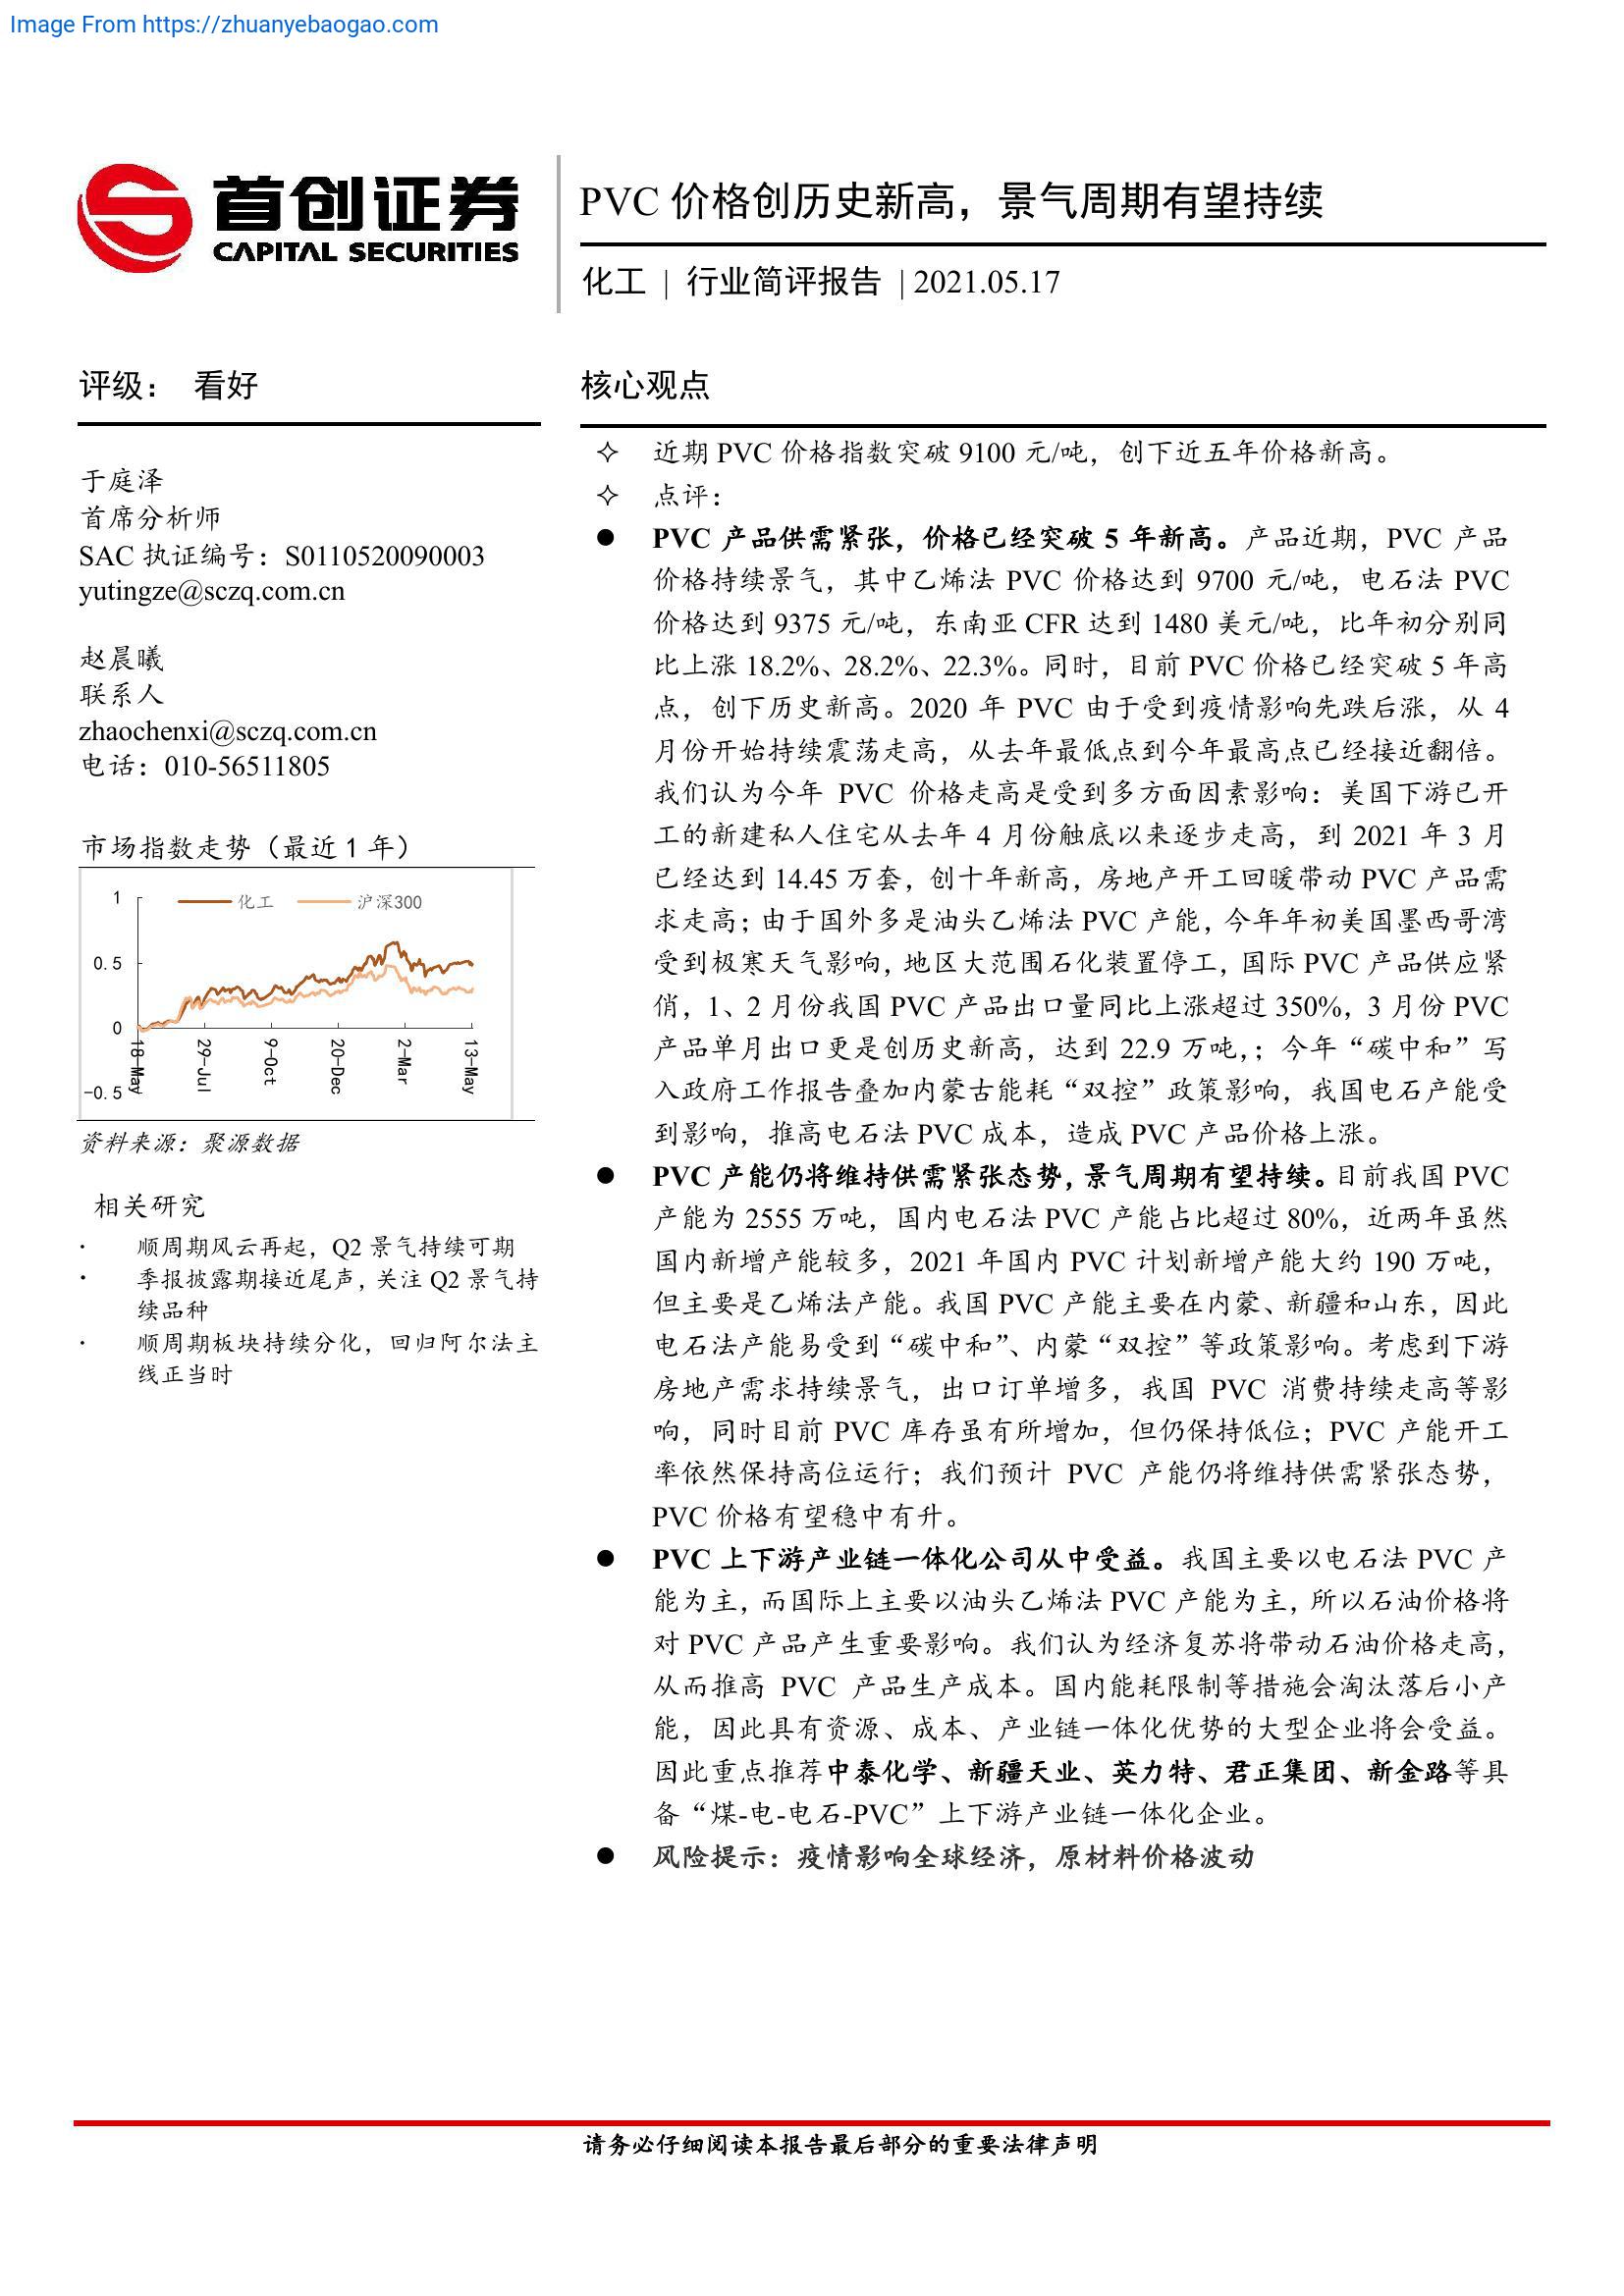 Image From https://zhuanyebaogao.com
首创证券
CAPITAL SECURITIES
PVC 价格创历史新高，景气周期有望持续
化工 | 行业简评报告 | 2021.05.17
评级： 看好
于庭泽
首席分析师
SAC 执证编号：S0110520090003
yutingze@sczq.com.cn
赵晨曦
联系人
zhaochenxi@sczq.com.cn
电话：010-56511805
市场指数走势（最近 1 年）
化工 沪深300
1
0.5
0
-0.5
18-May 29-Jul 9-Oct 20-Dec 2-Mar 13-May
资料来源：聚源数据
相关研究
· 顺周期风云再起，Q2 景气持续可期
· 季报披露期接近尾声，关注 Q2 景气持
续品种
· 顺周期板块持续分化，回归阿尔法主
线正当时
核心观点
✧ 近期 PVC 价格指数突破 9100 元/吨，创下近五年价格新高。
✧ 点评：
● PVC 产品供需紧张，价格已经突破 5 年新高。产品近期，PVC 产品
价格持续景气，其中乙烯法 PVC 价格达到 9700 元/吨，电石法 PVC
价格达到 9375 元/吨，东南亚 CFR 达到 1480 美元/吨，比年初分别同
比上涨 18.2%、28.2%、22.3%。同时，目前 PVC 价格已经突破 5 年高
点，创下历史新高。2020 年 PVC 由于受到疫情影响先跌后涨，从 4
月份开始持续震荡走高，从去年最低点到今年最高点已经接近翻倍。
我们认为今年 PVC 价格走高是受到多方面因素影响：美国下游已开
工的新建私人住宅从去年 4 月份触底以来逐步走高，到 2021 年 3 月
已经达到 14.45 万套，创十年新高，房地产开工回暖带动 PVC 产品需
求走高；由于国外多是油头乙烯法 PVC 产能，今年年初美国墨西哥湾
受到极寒天气影响，地区大范围石化装置停工，国际 PVC 产品供应紧
俏，1、2 月份我国 PVC 产品出口量同比上涨超过 350%，3 月份 PVC
产品单月出口更是创历史新高，达到 22.9 万吨，；今年“碳中和”写
入政府工作报告叠加内蒙古能耗“双控”政策影响，我国电石产能受
到影响，推高电石法 PVC 成本，造成 PVC 产品价格上涨。
● PVC 产能仍将维持供需紧张态势，景气周期有望持续。目前我国 PVC
产能为 2555 万吨，国内电石法 PVC 产能占比超过 80%，近两年虽然
国内新增产能较多，2021 年国内 PVC 计划新增产能大约 190 万吨，
但主要是乙烯法产能。我国 PVC 产能主要在内蒙、新疆和山东，因此
电石法产能易受到“碳中和”、内蒙“双控”等政策影响。考虑到下游
房地产需求持续景气，出口订单增多，我国 PVC 消费持续走高等影
响，同时目前 PVC 库存虽有所增加，但仍保持低位；PVC 产能开工
率依然保持高位运行；我们预计 PVC 产能仍将维持供需紧张态势，
PVC 价格有望稳中有升。
● PVC 上下游产业链一体化公司从中受益。我国主要以电石法 PVC 产
能为主，而国际上主要以油头乙烯法 PVC 产能为主，所以石油价格将
对 PVC 产品产生重要影响。我们认为经济复苏将带动石油价格走高，
从而推高 PVC 产品生产成本。国内能耗限制等措施会淘汰落后小产
能，因此具有资源、成本、产业链一体化优势的大型企业将会受益。
因此重点推荐中泰化学、新疆天业、英力特、君正集团、新金路等具
备“煤-电-电石-PVC”上下游产业链一体化企业。
● 风险提示：疫情影响全球经济，原材料价格波动
请务必仔细阅读本报告最后部分的重要法律声明